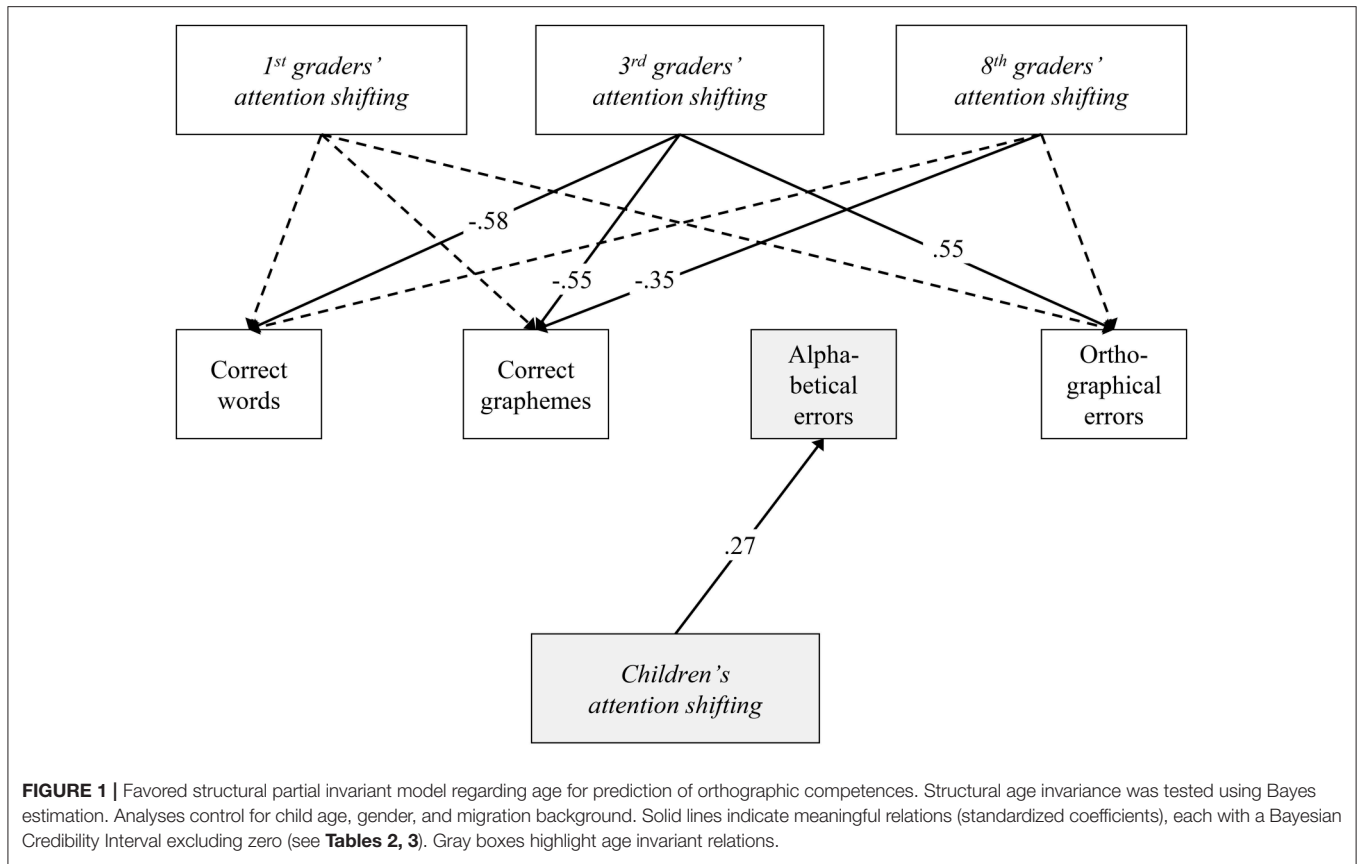 1st graders’
attention shifting
3rd graders’
attention shifting
8th graders’
attention shifting
-.58
.55
-.55
-.35
Correct
words
Correct
graphemes
Alpha-
betical
errors
Ortho-
graphical
errors
.27
Children’s
attention shifting
FIGURE 1 | Favored structural partial invariant model regarding age for prediction of orthographic competences. Structural age invariance was tested using Bayes
estimation. Analyses control for child age, gender, and migration background. Solid lines indicate meaningful relations (standardized coefficients), each with a Bayesian
Credibility Interval excluding zero (see Tables 2, 3). Gray boxes highlight age invariant relations.